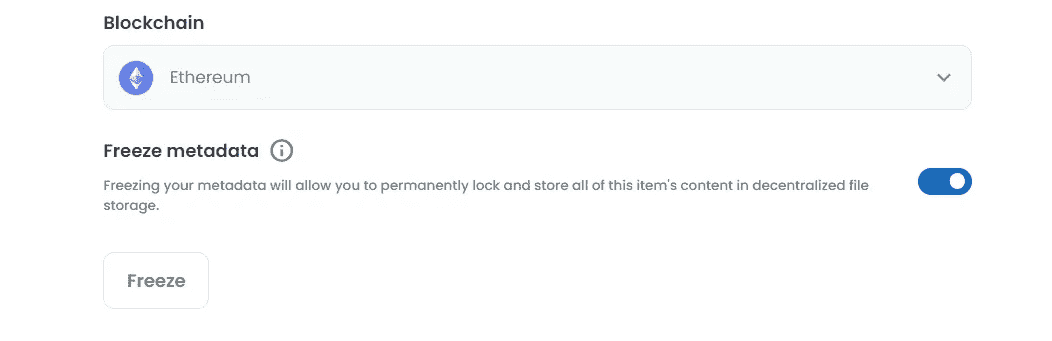 Blockchain
Ethereum
Freeze metadata
Freezing your metadata will allow you to permanently lock and store all of this item's content in decentralized file
storage.
Freeze